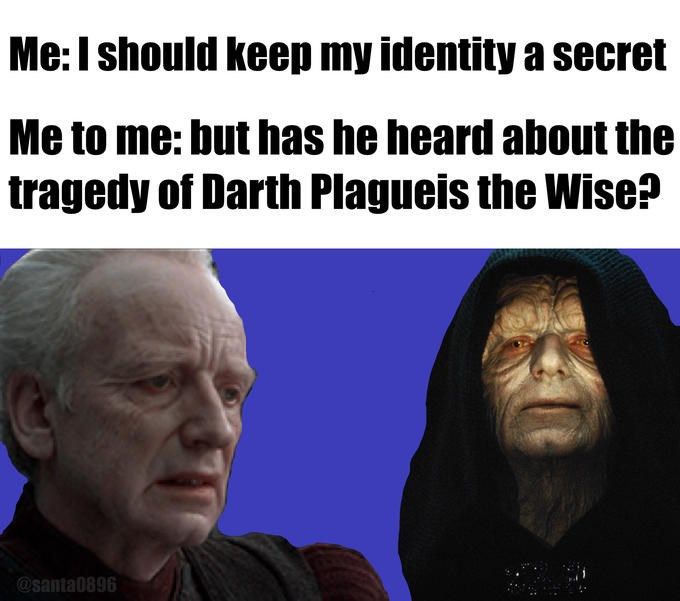 Me: I should keep my identity a secret
Me to me: but has he heard about the
tragedy of Darth Plagueis the Wise?
@santa0896